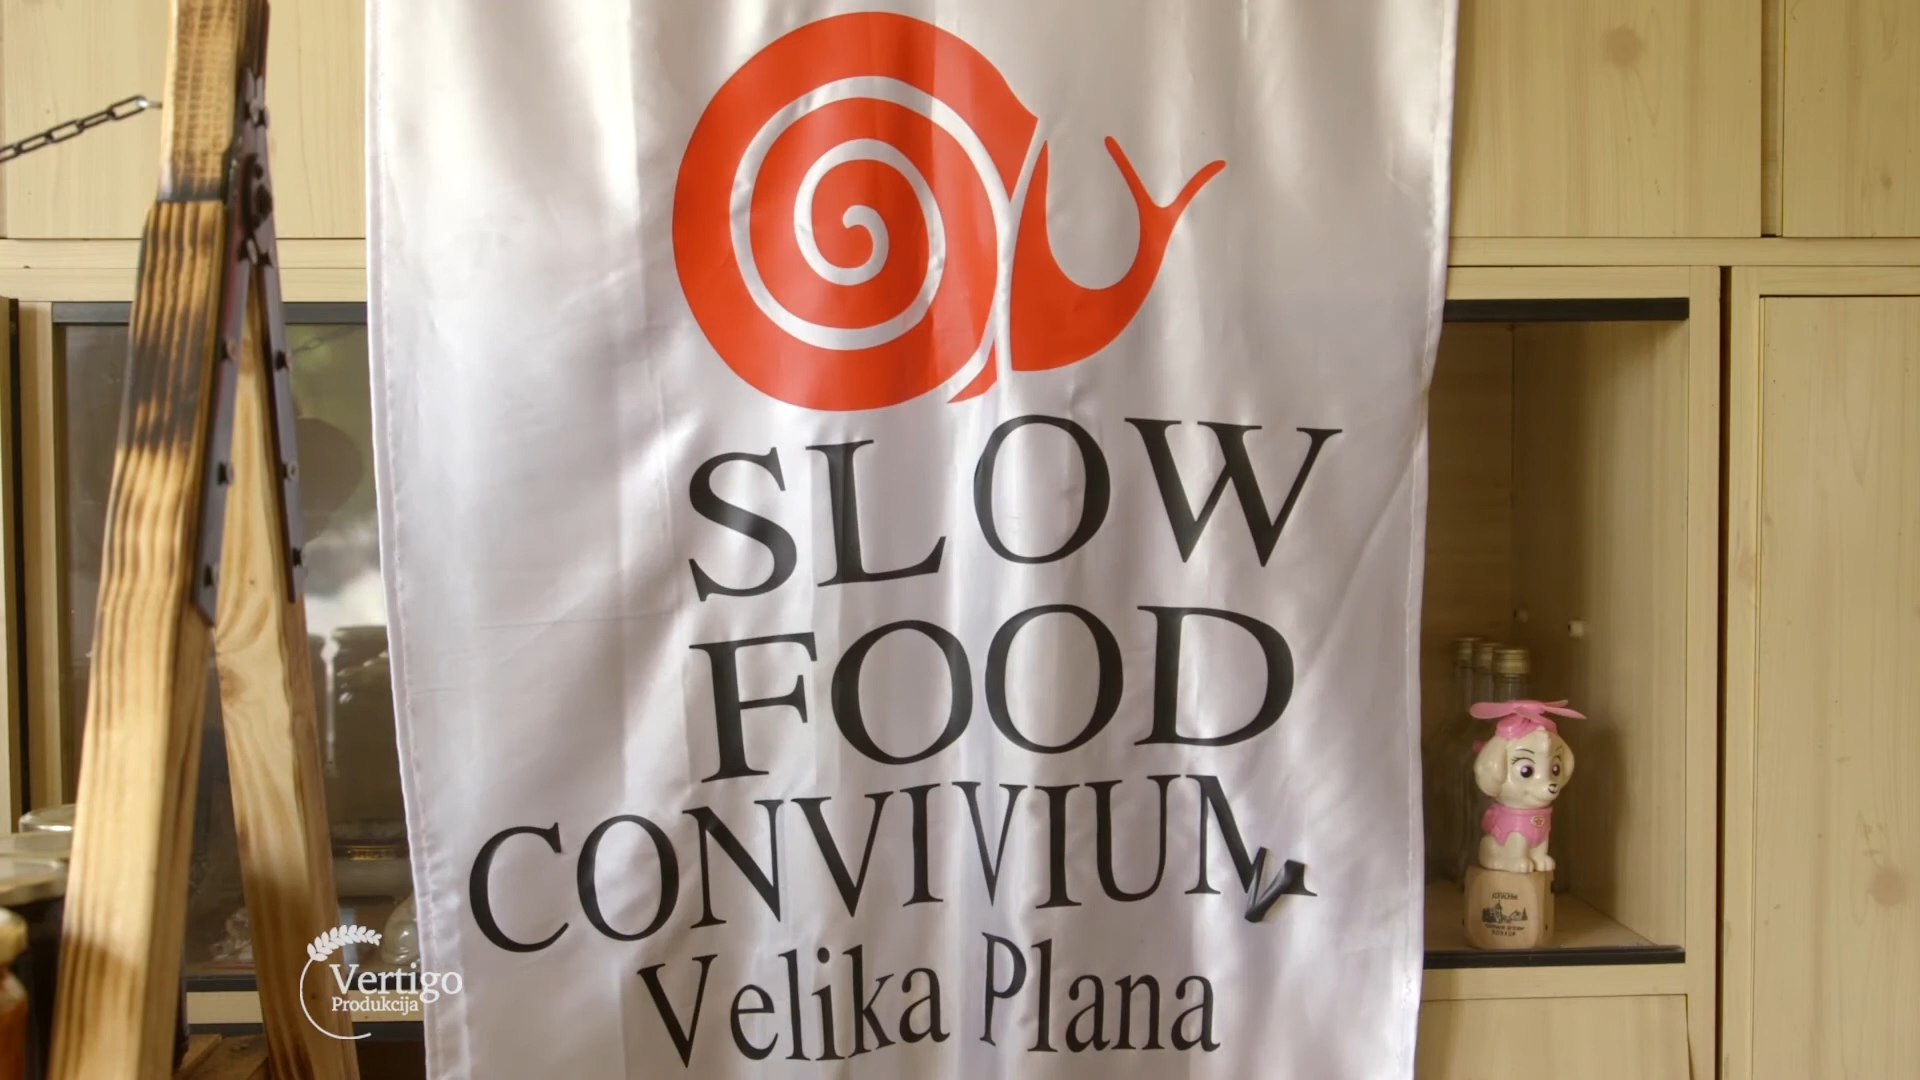 SLOW
FOOD
CONVIVIUM
Velika Plana
Vertigo
Produkcija